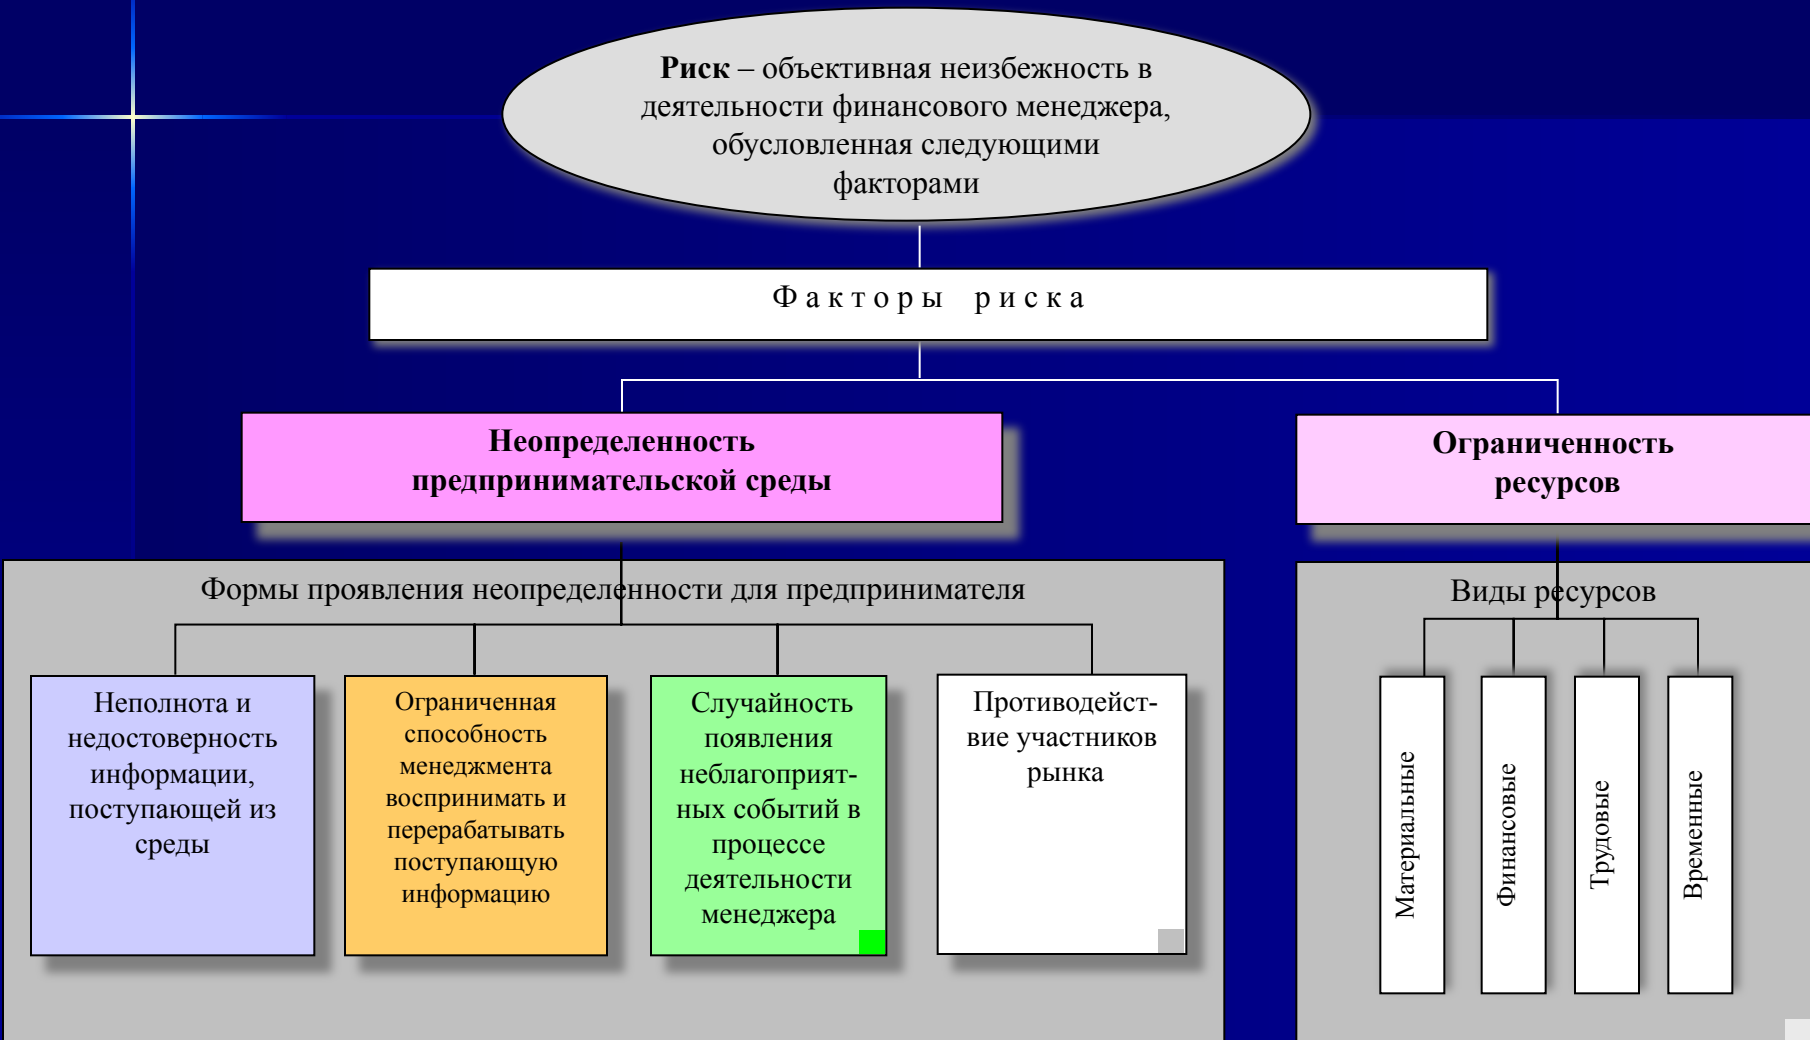 Риск – объективная неизбежность в
деятельности финансового менеджера,
обусловленная следующими
факторами
Ф а к т о р ы   р и с к а
Неопределенность
предпринимательской среды
Ограниченность
ресурсов
Формы проявления неопределенности для предпринимателя
Неполнота и
недостоверность
информации,
поступающей из
среды
Ограниченная
способность
менеджмента
воспринимать и
перерабатывать
поступающую
информацию
Случайность
появления
неблагоприят-
ных событий в
процессе
деятельности
менеджера
Противодейст-
вие участников
рынка
Виды ресурсов
Материальные
Финансовые
Трудовые
Временные